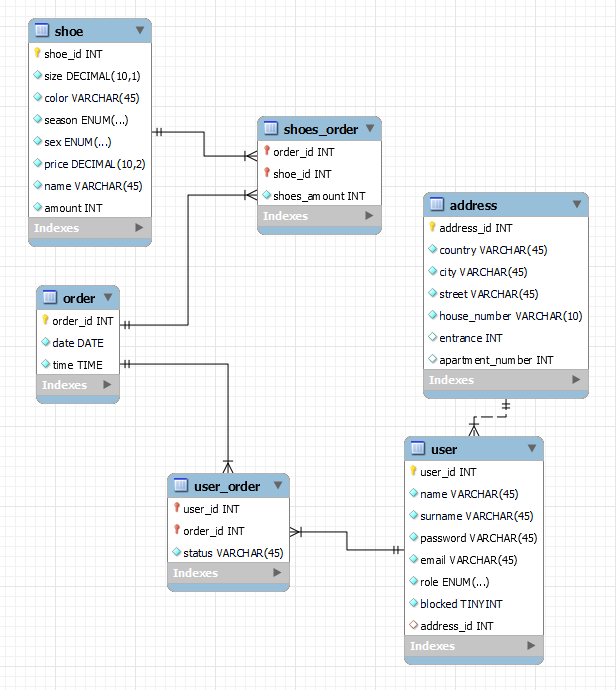 shoe
shoe_id INT
size DECIMAL(10,1)
color VARCHAR(45)
season ENUM(...)
sex ENUM(...)
price DECIMAL(10,2)
name VARCHAR(45)
amount INT
Indexes
shoes_order
order_id INT
shoe_id INT
shoes_amount INT
Indexes
address
address_id INT
country VARCHAR(45)
city VARCHAR(45)
street VARCHAR(45)
house_number VARCHAR(10)
entrance INT
apartment_number INT
Indexes
order
order_id INT
date DATE
time TIME
Indexes
user_order
user_id INT
order_id INT
status VARCHAR(45)
Indexes
user
user_id INT
name VARCHAR(45)
surname VARCHAR(45)
password VARCHAR(45)
email VARCHAR(45)
role ENUM(...)
blocked TINYINT
address_id INT
Indexes